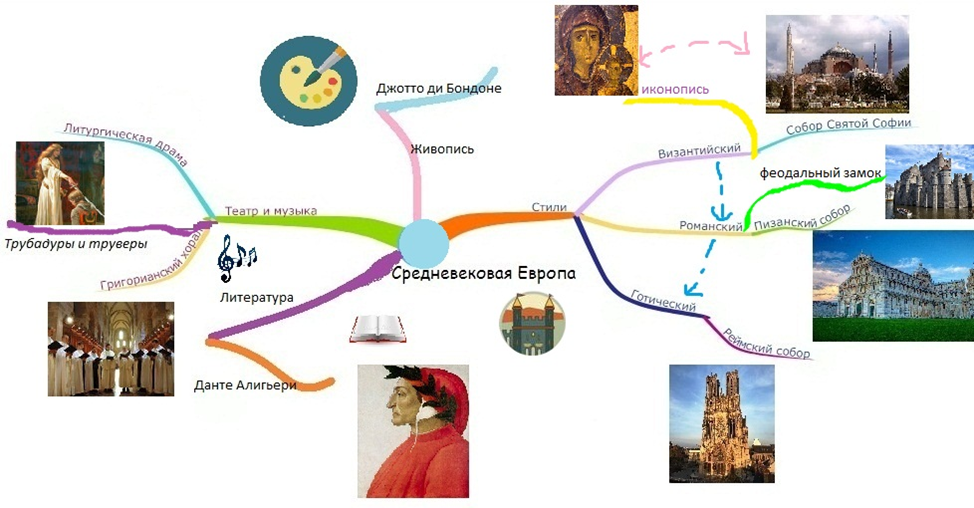 Средневековая Европа
Стили
Византийский
иконопись
Собор Святой Софии
Романский
феодальный замок
Пизанский собор
Готический
Реймский собор
Живопись
Джотто ди Бондоне
Театр и музыка
Литургическая драма
Трубадуры и труверы
Григорианский хорал
Литература
Данте Алигьери